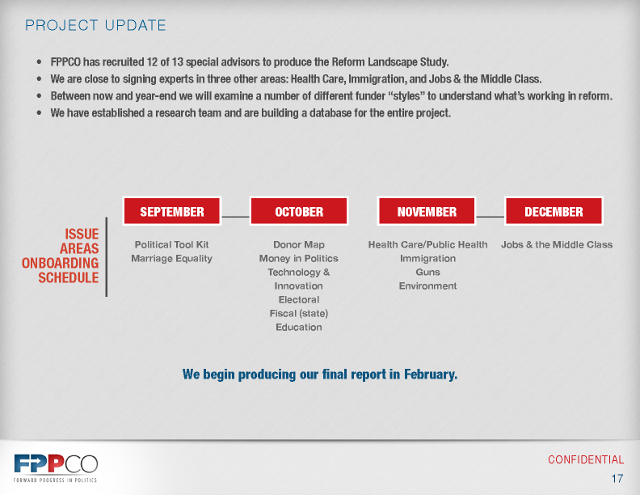 PROJECT UPDATE
• FPPCO has recruited 12 of 13 special advisors to produce the Reform Landscape Study.
• We are close to signing experts in three other areas: Health Care, Immigration, and Jobs & the Middle Class.
• Between now and year-end we will examine a number of different funder “styles” to understand what’s working in reform.
• We have established a research team and are building a database for the entire project.
ISSUE
AREAS
ONBOARDING
SCHEDULE
SEPTEMBER
Political Tool Kit
Marriage Equality
OCTOBER
Donor Map
Money in Politics
Technology &
Innovation
Electoral
Fiscal (state)
Education
NOVEMBER
Health Care/Public Health
Immigration
Guns
Environment
DECEMBER
Jobs & the Middle Class
We begin producing our final report in February.
FPPCO
FORWARD PROGRESS IN POLITICS
CONFIDENTIAL
17